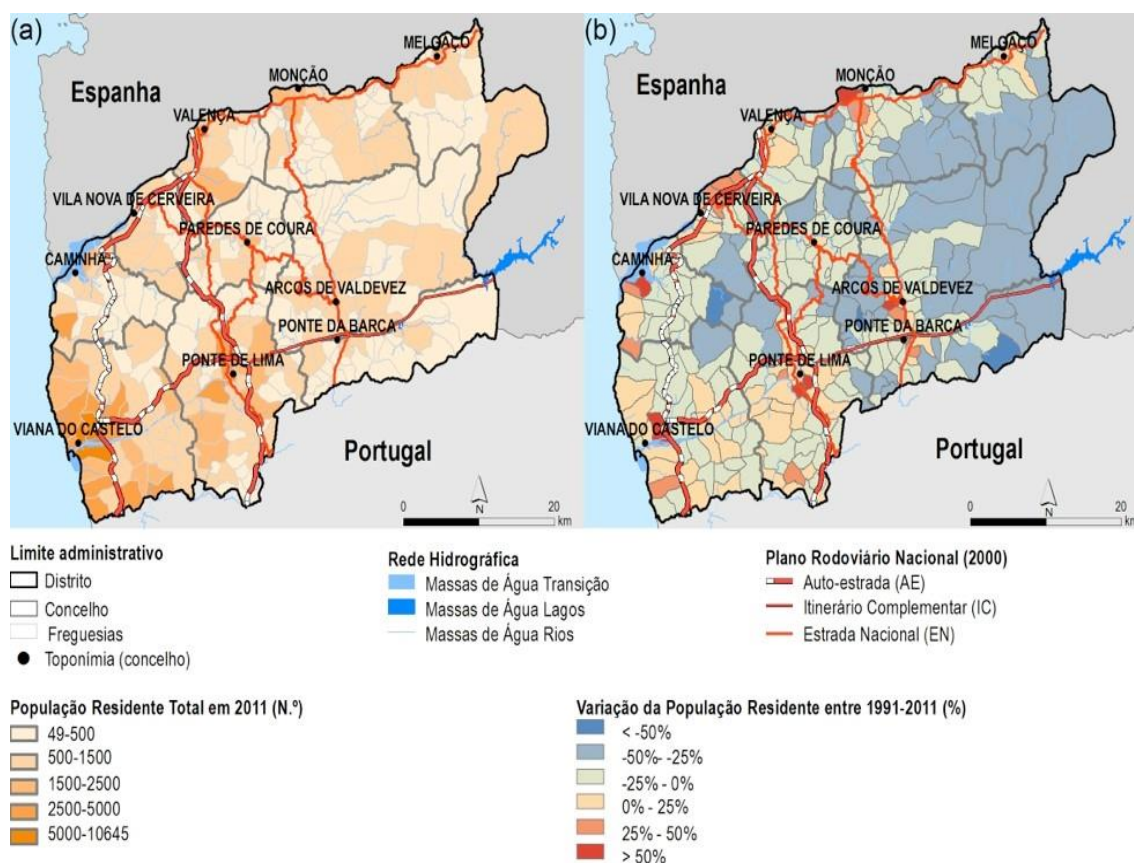 (a)
MELGAÇO
MONÇÃO
Espanha
VALENÇA
VILA NOVA DE CERVEIRA
PAREDES DE COURA
CAMINHA
ARCOS DE VALDEVEZ
PONTE DA BARCA
PONTE DE LIMA
VIANA DO CASTELO
Portugal
N
0 20
km
(b)
MELGAÇO
MONÇÃO
Espanha
VALENÇA
VILA NOVA DE CERVEIRA
PAREDES DE COURA
CAMINHA
ARCOS DE VALDEVEZ
PONTE DA BARCA
PONTE DE LIMA
VIANA DO CASTELO
Portugal
N
0 20
km
Limite administrativo
Distrito
Concelho
Freguesias
Toponímia (concelho)
Rede Hidrográfica
Massas de Água Transição
Massas de Água Lagos
Massas de Água Rios
Plano Rodoviário Nacional (2000)
Auto-estrada (AE)
Itinerário Complementar (IC)
Estrada Nacional (EN)
População Residente Total em 2011 (N.º)
49-500
500-1500
1500-2500
2500-5000
5000-10645
Variação da População Residente entre 1991-2011 (%)
< -50%
-50%- -25%
-25% - 0%
0% - 25%
25% - 50%
> 50%